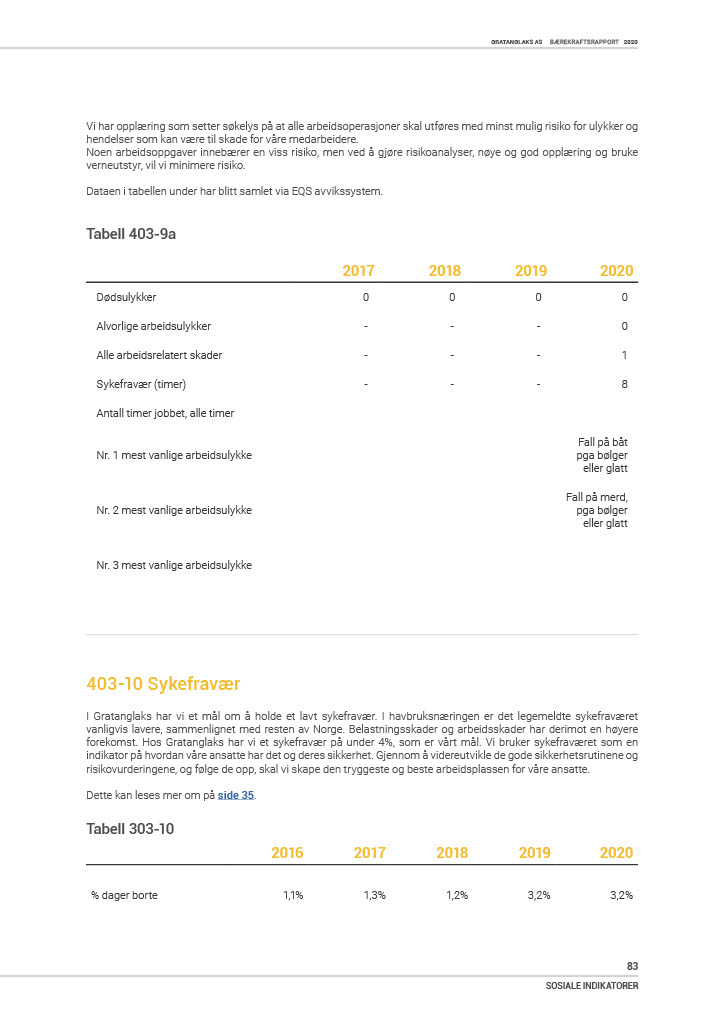 GRATANGLAKS AS BÆREKRAFTSRAPPORT 2020
Vi har opplæring som setter søkelys på at alle arbeidsoperasjoner skal utføres med minst mulig risiko for ulykker og
hendelser som kan være til skade for våre medarbeidere.
Noen arbeidsoppgaver innebærer en viss risiko, men ved å gjøre risikoanalyser, nøye og god opplæring og bruke
verneutstyr, vil vi minimere risiko.
Dataen i tabellen under har blitt samlet via EQS avvikssystem.
Tabell 403-9a
2017 2018 2019 2020
Dødsulykker 0 0 0 0
Alvorlige arbeidsulykker - - - 0
Alle arbeidsrelatert skader - - - 1
Sykefravær (timer) - - - 8
Antall timer jobbet, alle timer
Fall på båt
Nr. 1 mest vanlige arbeidsulykke pga bølger
eller glatt
Fall på merd,
Nr. 2 mest vanlige arbeidsulykke pga bølger
eller glatt
Nr. 3 mest vanlige arbeidsulykke
403-10 Sykefravær
I Gratanglaks har vi et mål om å holde et lavt sykefravær. I havbruksnæringen er det legemeldte sykefraværet
vanligvis lavere, sammenlignet med resten av Norge. Belastningsskader og arbeidsskader har derimot en høyere
forekomst. Hos Gratanglaks har vi et sykefravær på under 4%, som er vårt mål. Vi bruker sykefraværet som en
indikator på hvordan våre ansatte har det og deres sikkerhet. Gjennom å videreutvikle de gode sikkerhetsrutinene og
risikovurderingene, og følge de opp, skal vi skape den tryggeste og beste arbeidsplassen for våre ansatte.
Dette kan leses mer om på side 35.
Tabell 303-10
2016 2017 2018 2019 2020
% dager borte 1,1% 1,3% 1,2% 3,2% 3,2%
83
SOSIALE INDIKATORER